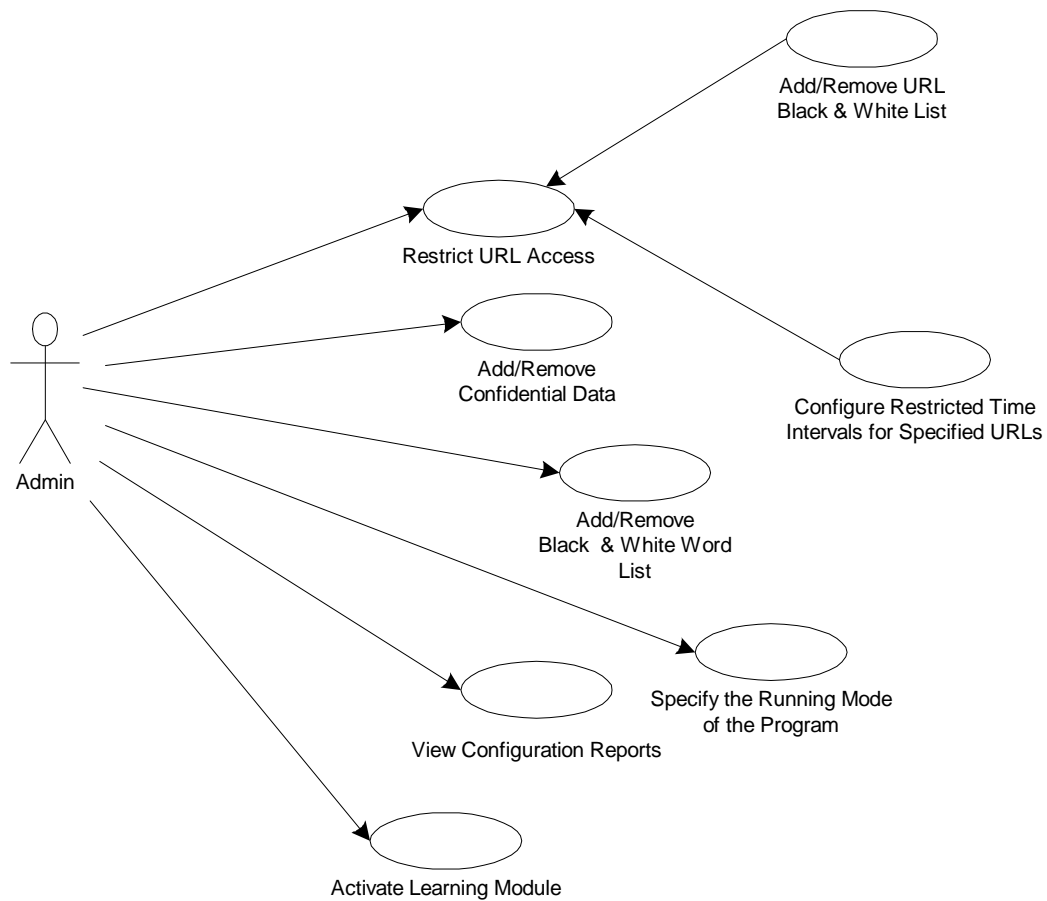 Add/Remove URL
Black & White List
Restrict URL Access
Add/Remove
Confidential Data
Configure Restricted Time
Intervals for Specified URLs
Admin
Add/Remove
Black & White Word
List
Specify the Running Mode
of the Program
View Configuration Reports
Activate Learning Module